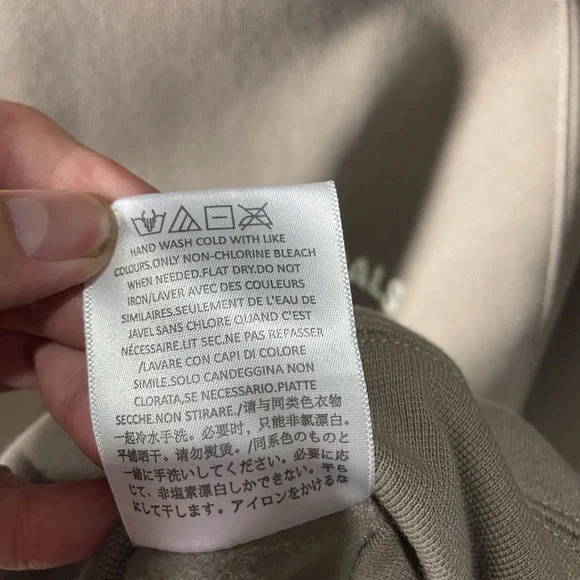 HAND WASH COLD WITH LIKE
COLOURS.ONLY NON-CHLORINE BLEACH
WHEN NEEDED.FLAT DRY.DO NOT
IRON/LAVER AVEC DES COULEURS
SIMILAIRES.SEULEMENT DE L'EAU DE
JAVEL SANS CHLORE QUAND C'EST
NÉCESSAIRE.LIT SEC.NE PAS REPASSER
/LAVARE CON CAPI DI COLORE
SIMILE.SOLO CANDEGGINA NON
CLORATA,SE NECESSARIO.PIATTE
SECCHE.NON STIRARE./请与同类色衣物
一起冷水手洗。必要时，只能非氯漂白。
平铺晒干。请勿熨烫。/同系色のものと
一緒に手洗いしてください。必要に応
じて、非塩素漂白しかできない。平ら
にして干します。アイロンをかけるな
ALS